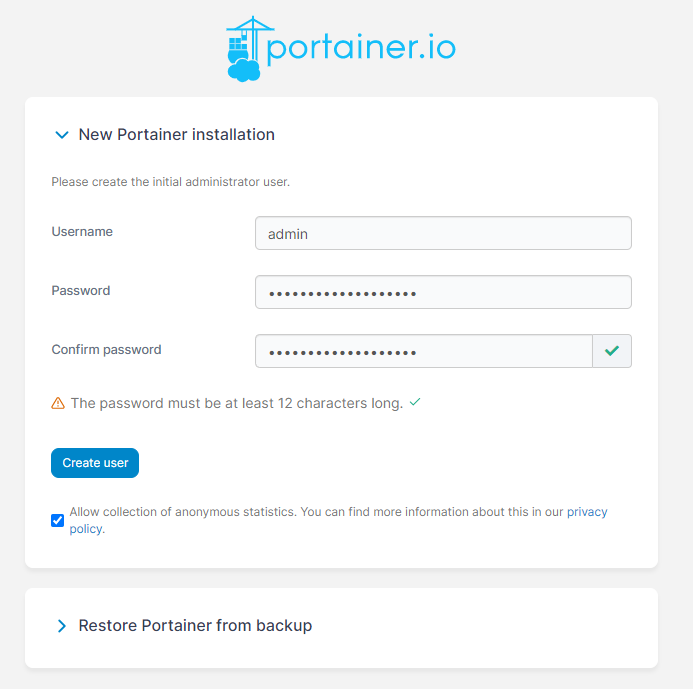 portainer.io
New Portainer installation
Please create the initial administrator user.
Username
admin
Password
•••••••••••••••••••
Confirm password
•••••••••••••••••••
The password must be at least 12 characters long.
Create user
Allow collection of anonymous statistics. You can find more information about this in our privacy
policy.
Restore Portainer from backup